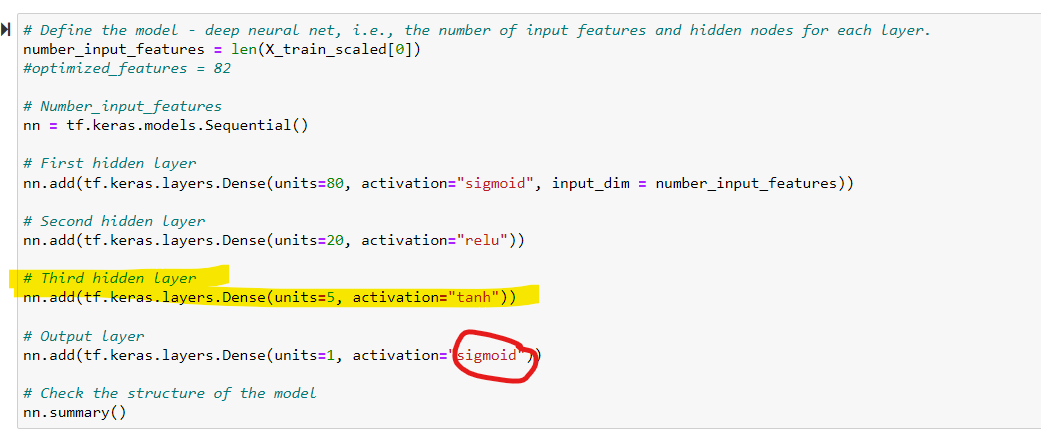 # Define the model - deep neural net, i.e., the number of input features and hidden nodes for each layer.
number_input_features = len(X_train_scaled[0])
#optimized_features = 82
# Number_input_features
nn = tf.keras.models.Sequential()
# First hidden layer
nn.add(tf.keras.layers.Dense(units=80, activation="sigmoid", input_dim = number_input_features))
# Second hidden layer
nn.add(tf.keras.layers.Dense(units=20, activation="relu"))
# Third hidden layer
nn.add(tf.keras.layers.Dense(units=5, activation="tanh"))
# Output layer
nn.add(tf.keras.layers.Dense(units=1, activation="sigmoid"))
# Check the structure of the model
nn.summary()